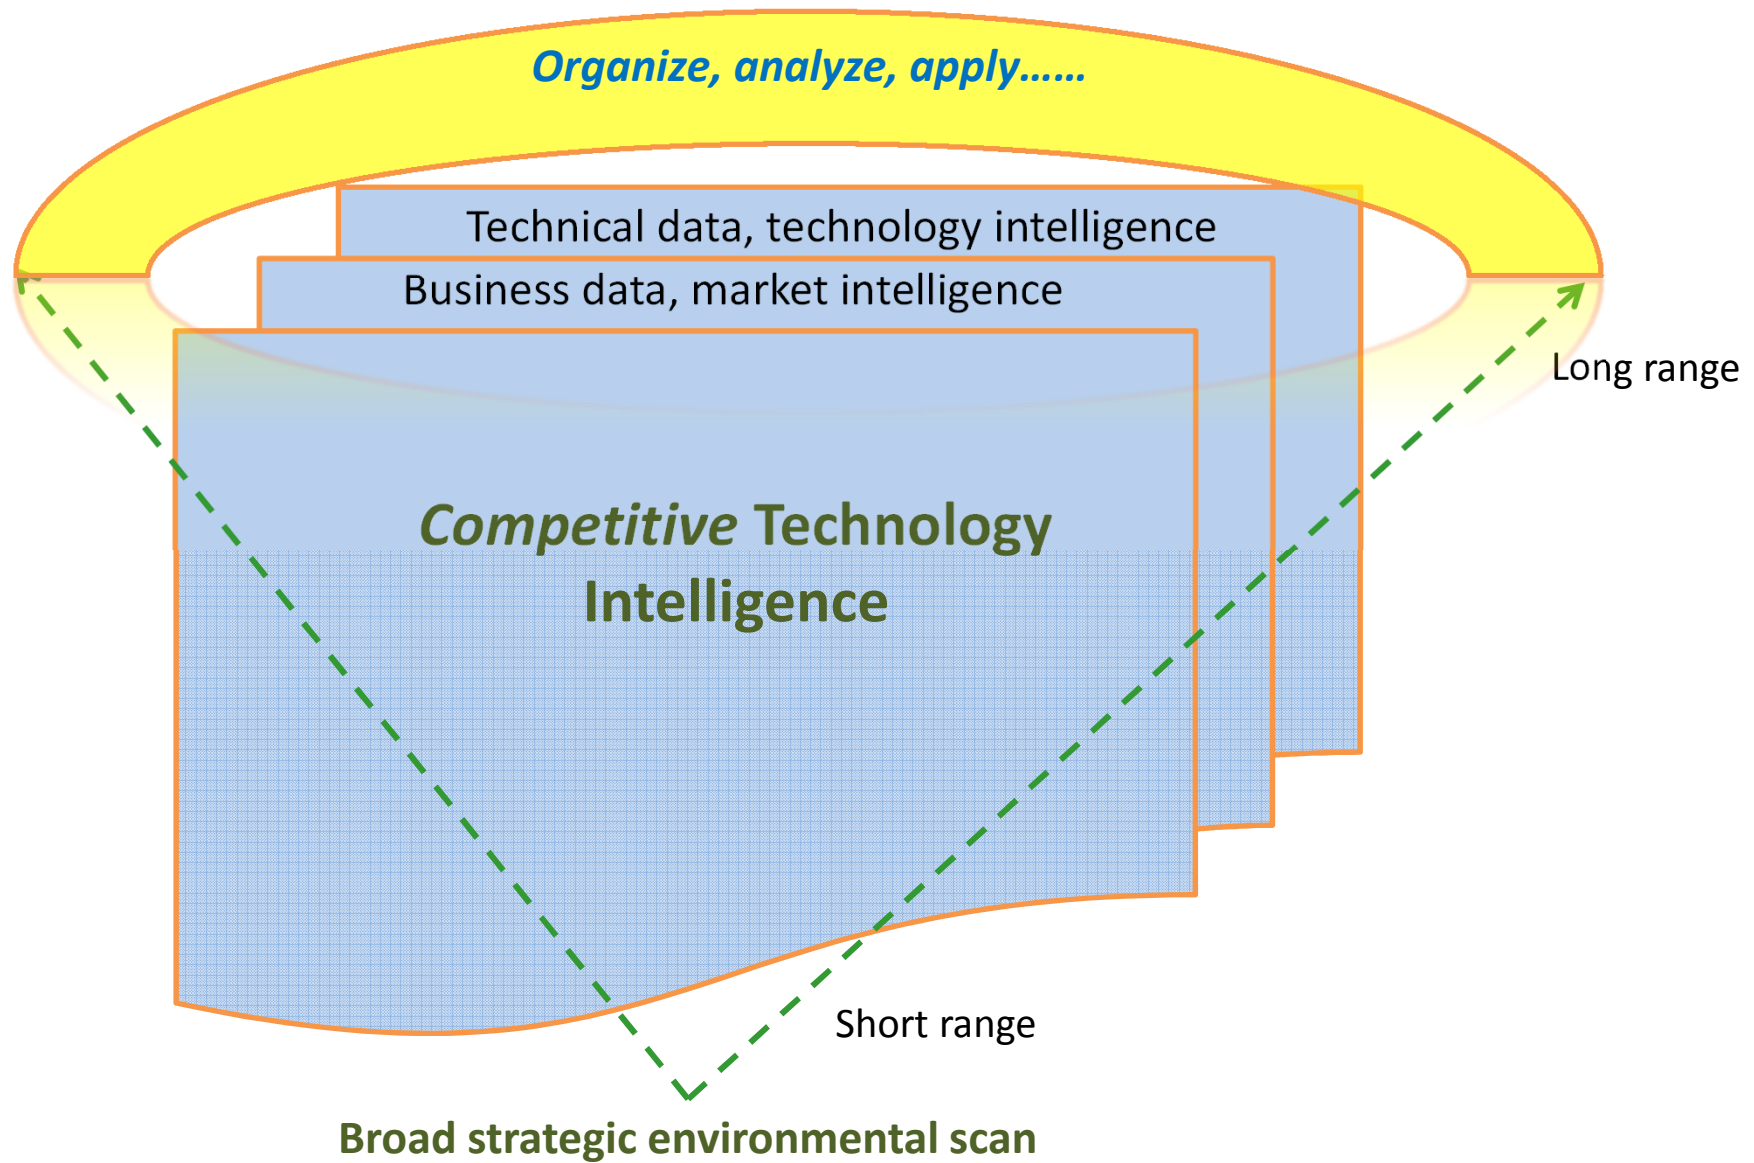 Organize, analyze, apply......
Technical data, technology intelligence
Business data, market intelligence
Long range
Competitive Technology
Intelligence
Short range
Broad strategic environmental scan